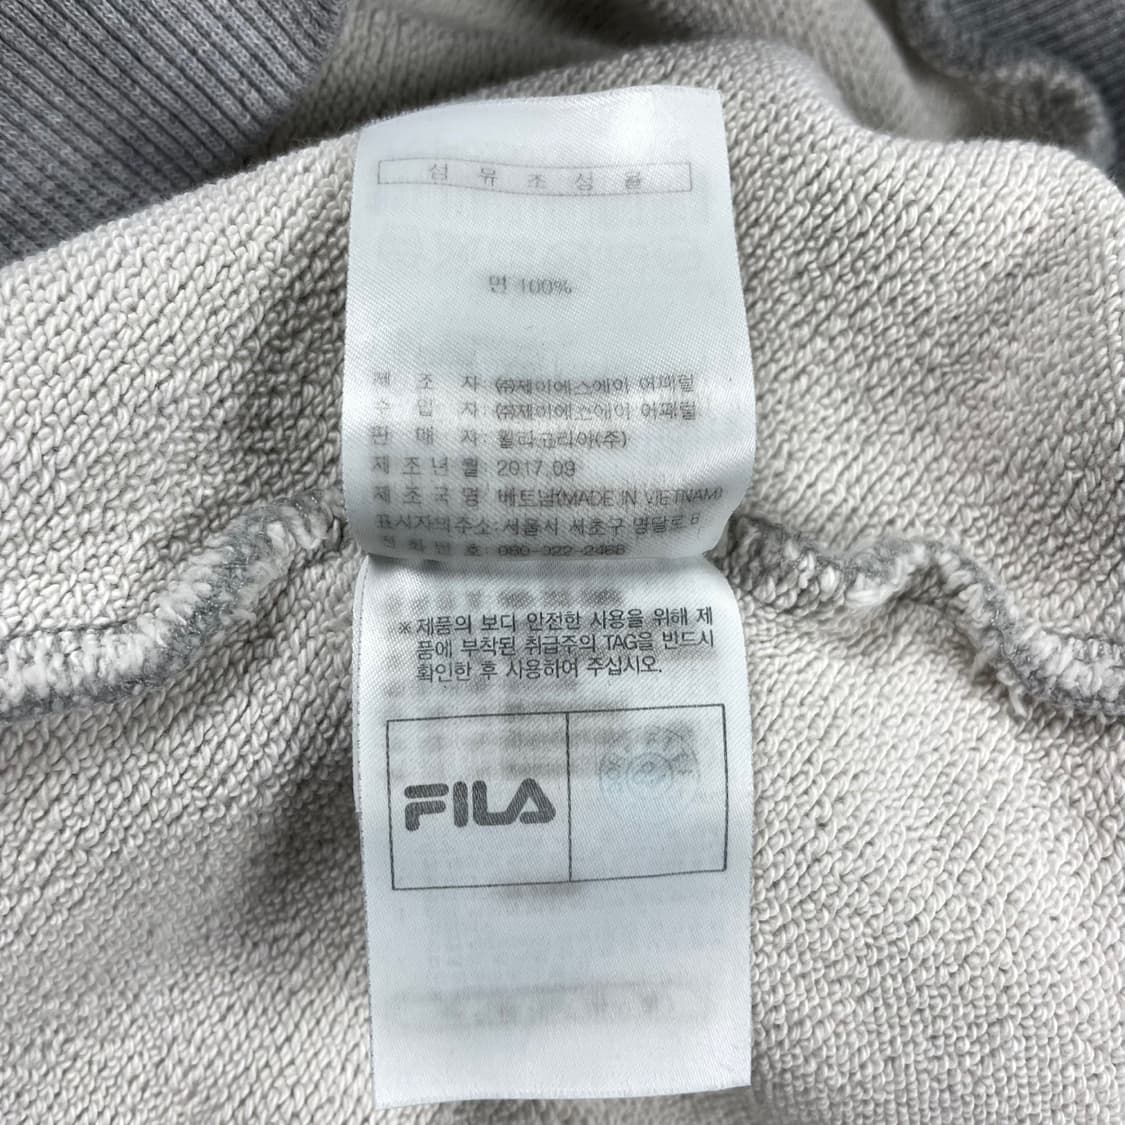 섬 유 조 성 율
면 100%
제 조 자: ㈜제이에스에이 어패럴
수 입 자: ㈜제이에스에이 어패럴
판 매 자: 휠라코리아(주)
제 조 년 월: 2017.09
제 조 국 명: 베트남(MADE IN VIETNAM)
표시자의주소: 서울시 서초구 명달로
전 화 번 호: 080-022-2468
※ 제품의 보다 안전한 사용을 위해 제
품에 부착된 취급주의 TAG을 반드시
확인한 후 사용하여 주십시오.
FILA